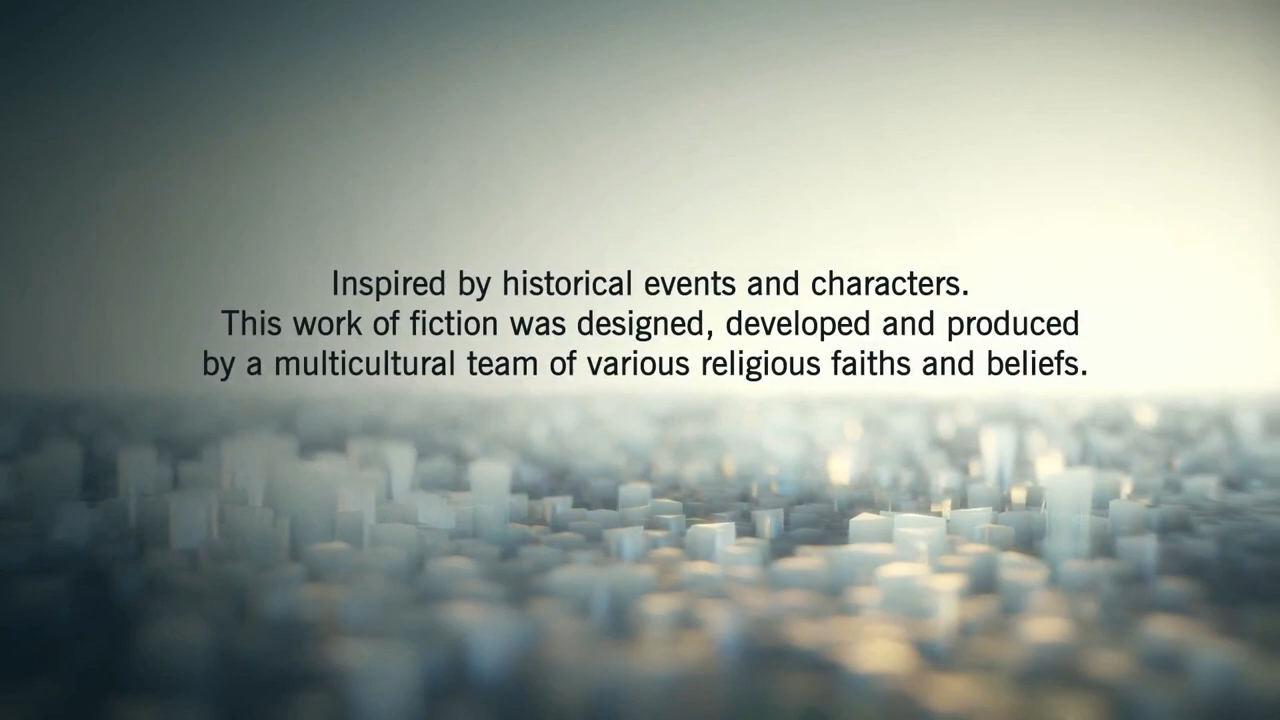 Inspired by historical events and characters.
This work of fiction was designed, developed and produced
by a multicultural team of various religious faiths and beliefs.